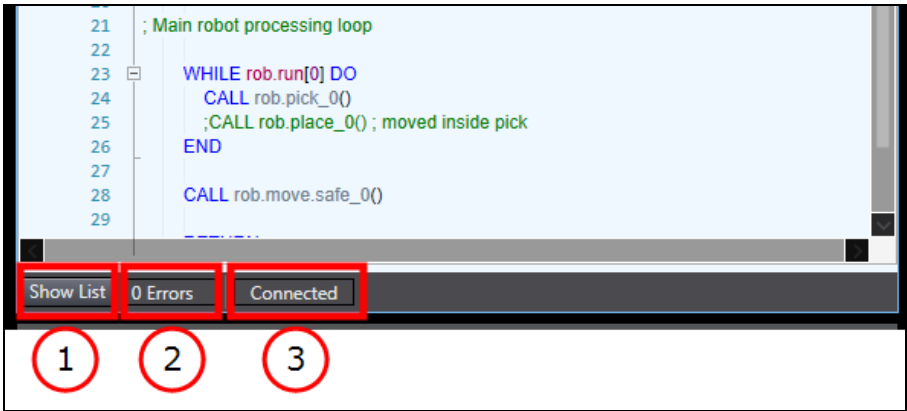 21 ; Main robot processing loop
22
23 WHILE rob.run[0] DO
24 CALL rob.pick_0()
25 ;CALL rob.place_0() ; moved inside pick
26 END
27
28 CALL rob.move.safe_0()
29
Show List 0 Errors Connected
1 2 3